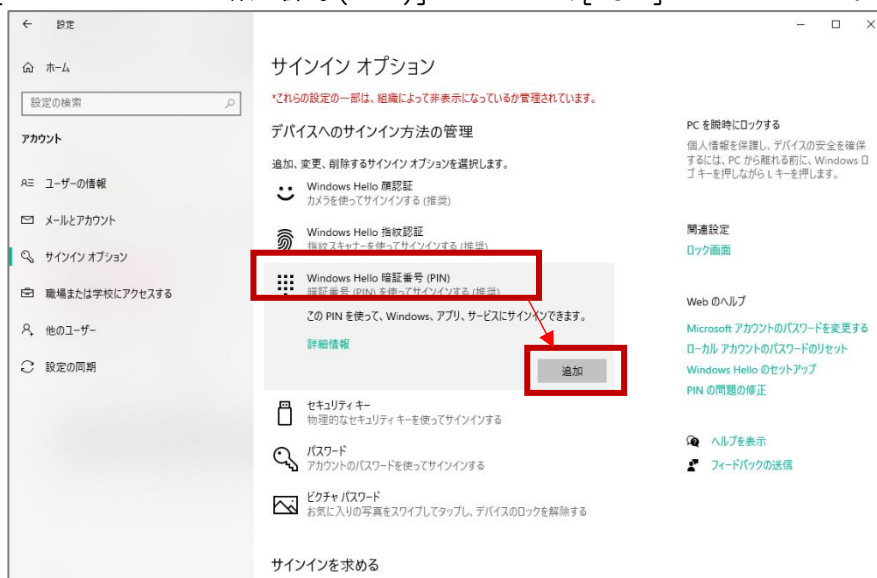 ← 設定
ホーム
設定の検索
アカウント
ユーザーの情報
メールとアカウント
サインイン オプション
職場または学校にアクセスする
他のユーザー
設定の同期
サインイン オプション
*これらの設定の一部は、組織によって非表示になっているか管理されています。
デバイスへのサインイン方法の管理
追加、変更、削除するサインイン オプションを選択します。
Windows Hello 顔認証
カメラを使ってサインインする (推奨)
Windows Hello 指紋認証
指紋スキャナーを使ってサインインする (推奨)
Windows Hello 暗証番号 (PIN)
暗証番号 (PIN) を使ってサインインする (推奨)
この PIN を使って、Windows、アプリ、サービスにサインインできます。
詳細情報
追加
セキュリティ キー
物理的なセキュリティ キーを使ってサインインする
パスワード
アカウントのパスワードを使ってサインインする
ピクチャ パスワード
お気に入りの写真をスワイプしてタップし、デバイスのロックを解除する
サインインを求める
PC を瞬時にロックする
個人情報を保護し、デバイスの安全を確保
するには、PC から離れる前に、Windows ロ
ゴ キーを押しながら L キーを押します。
関連設定
ロック画面
Web のヘルプ
Microsoft アカウントのパスワードを変更する
ローカル アカウントのパスワードのリセット
Windows Hello のセットアップ
PIN の問題の修正
ヘルプを表示
フィードバックの送信